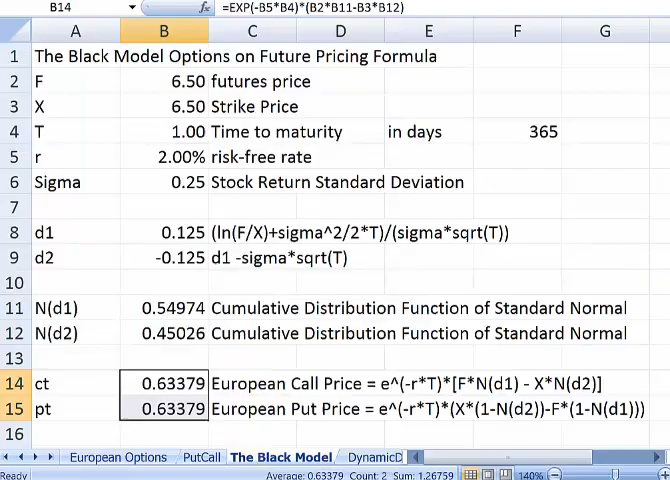 B14 fx =EXP(-B5*B4)*(B2*B11-B3*B12)
A B C D E F G
1 The Black Model Options on Future Pricing Formula
2 F 6.50 futures price
3 X 6.50 Strike Price
4 T 1.00 Time to maturity in days 365
5 r 2.00% risk-free rate
6 Sigma 0.25 Stock Return Standard Deviation
7
8 d1 0.125 (ln(F/X)+sigma^2/2*T)/(sigma*sqrt(T))
9 d2 -0.125 d1 -sigma*sqrt(T)
10
11 N(d1) 0.54974 Cumulative Distribution Function of Standard Normal
12 N(d2) 0.45026 Cumulative Distribution Function of Standard Normal
13
14 ct 0.63379 European Call Price = e^(-r*T)*[F*N(d1) - X*N(d2)]
15 pt 0.63379 European Put Price = e^(-r*T)*(X*(1-N(d2))-F*(1-N(d1)))
16
European Options PutCall The Black Model DynamicD
Ready Average: 0.63379 Count: 2 Sum: 1.26759 140%